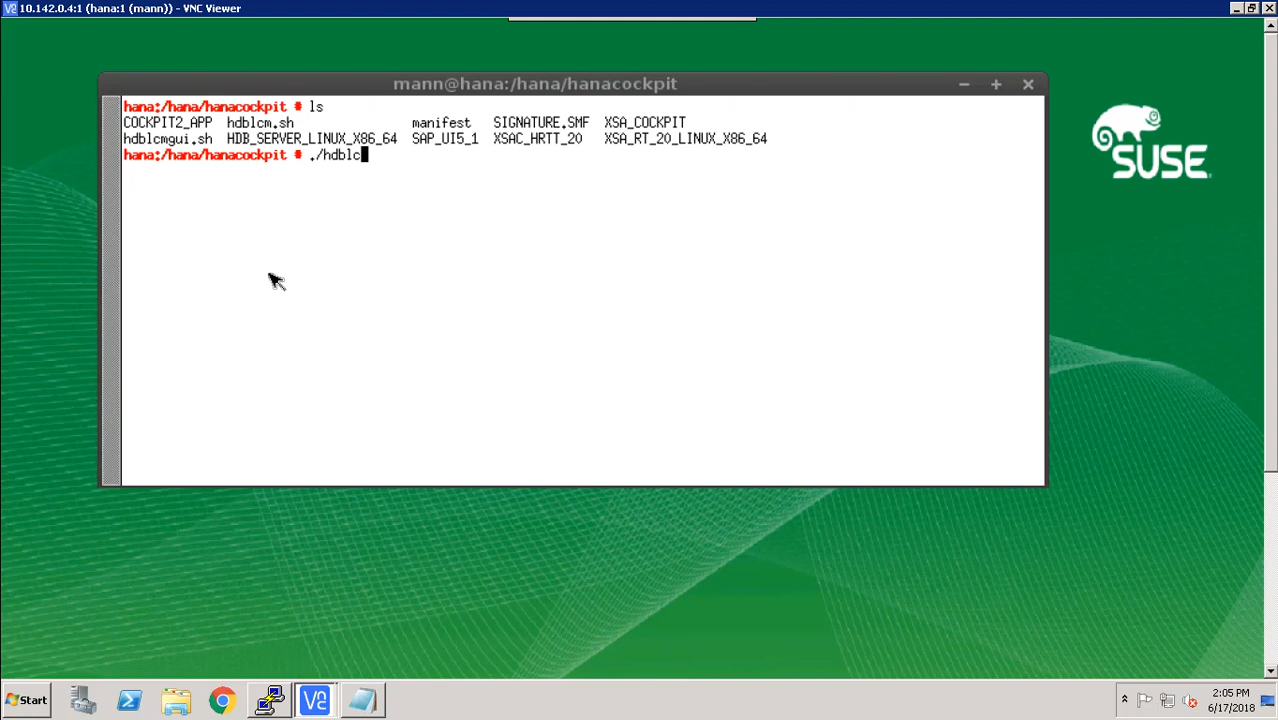 10.142.0.4:1 (hana:1 (mann)) - VNC Viewer
mann@hana:/hana/hanacockpit
hana:/hana/hanacockpit # ls
COCKPIT2_APP hdblcm.sh manifest SIGNATURE.SMF XSA_COCKPIT
hdblcmgui.sh HDB_SERVER_LINUX_X86_64 SAP_UI5_1 XSAC_HRTT_20 XSA_RT_20_LINUX_X86_64
hana:/hana/hanacockpit # ./hdblc
SUSE
Start
2:05 PM
6/17/2018